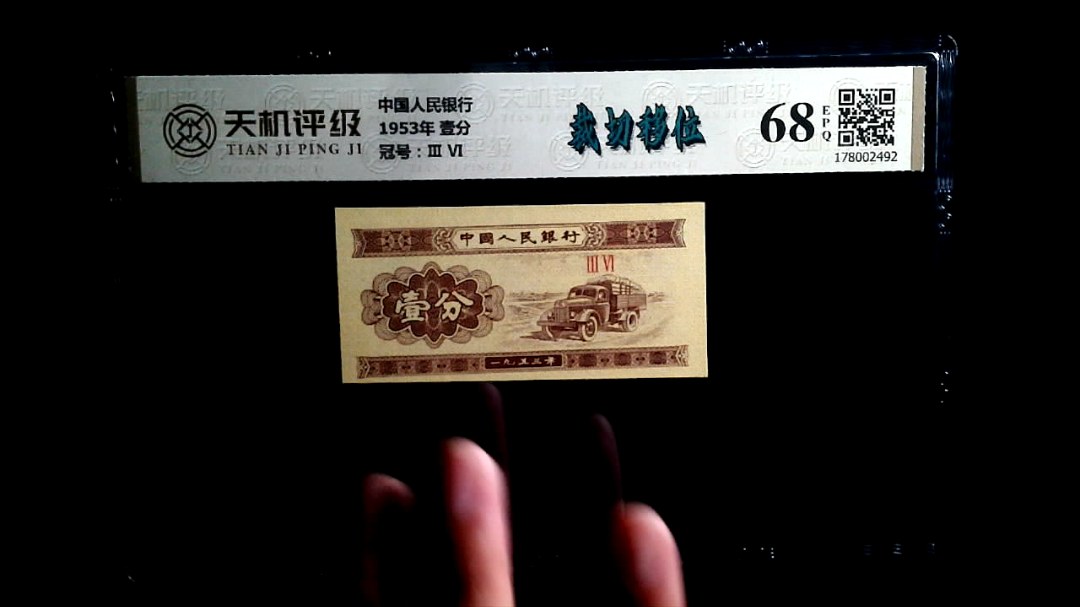 天机评级
TIAN JI PING JI
中国人民银行
1953年 壹分
冠号：Ⅲ Ⅵ
裁切移位
68
EPQ
178002492
中國人民銀行
Ⅲ Ⅵ
壹分
一九五三年